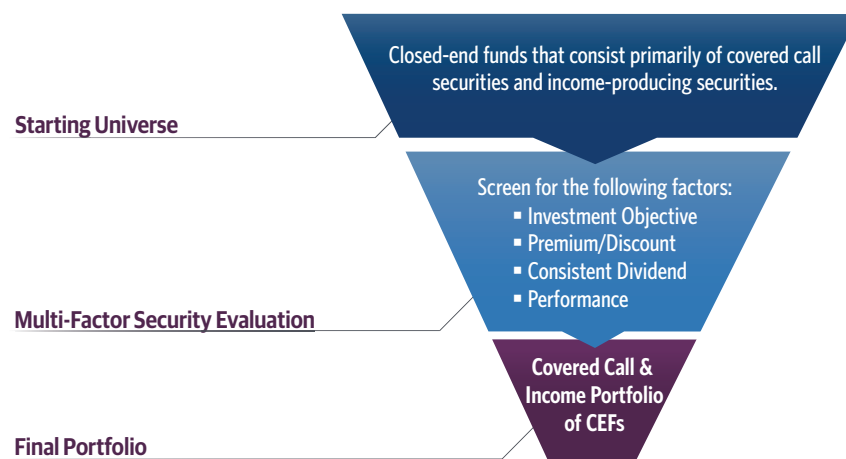 Closed-end funds that consist primarily of covered call
securities and income-producing securities.
Starting Universe
Screen for the following factors:
▪ Investment Objective
▪ Premium/Discount
▪ Consistent Dividend
▪ Performance
Multi-Factor Security Evaluation
Covered Call &
Income Portfolio
of CEFs
Final Portfolio